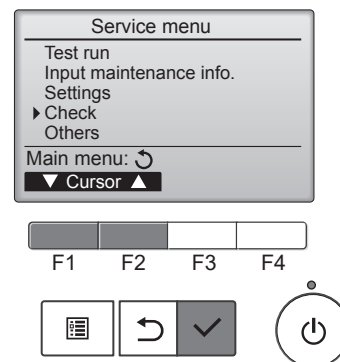 Service menu
Test run
Input maintenance info.
Settings
Check
Others
Main menu:
Cursor
F1 F2 F3 F4